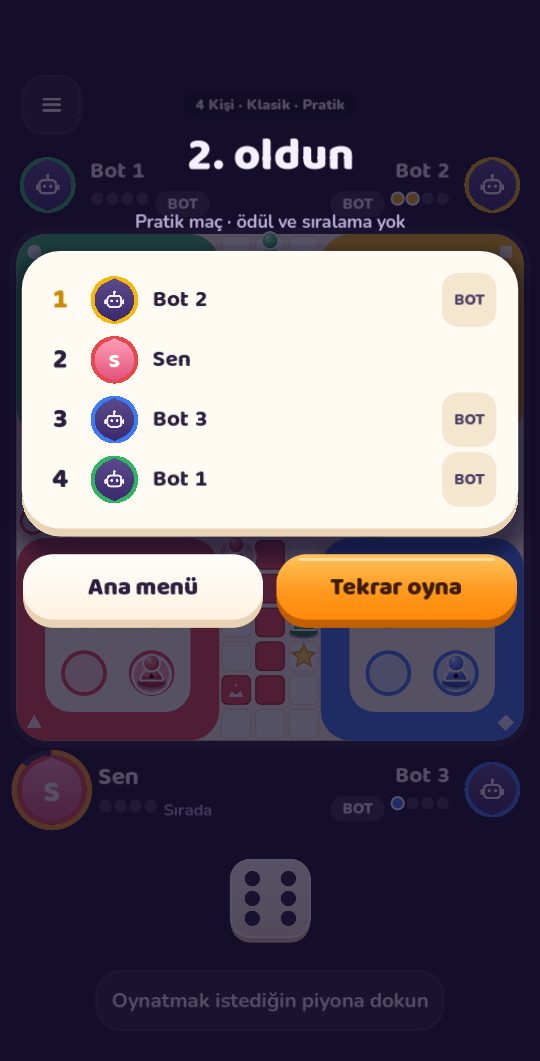 4 Kişi · Klasik · Pratik
2. oldun
Bot 1
BOT
Bot 2
BOT
Pratik maç · ödül ve sıralama yok
1 Bot 2 BOT
2 S Sen
3 Bot 3 BOT
4 Bot 1 BOT
Ana menü
Tekrar oyna
S
Sen
Sırada
Bot 3
BOT
Oynatmak istediğin piyona dokun